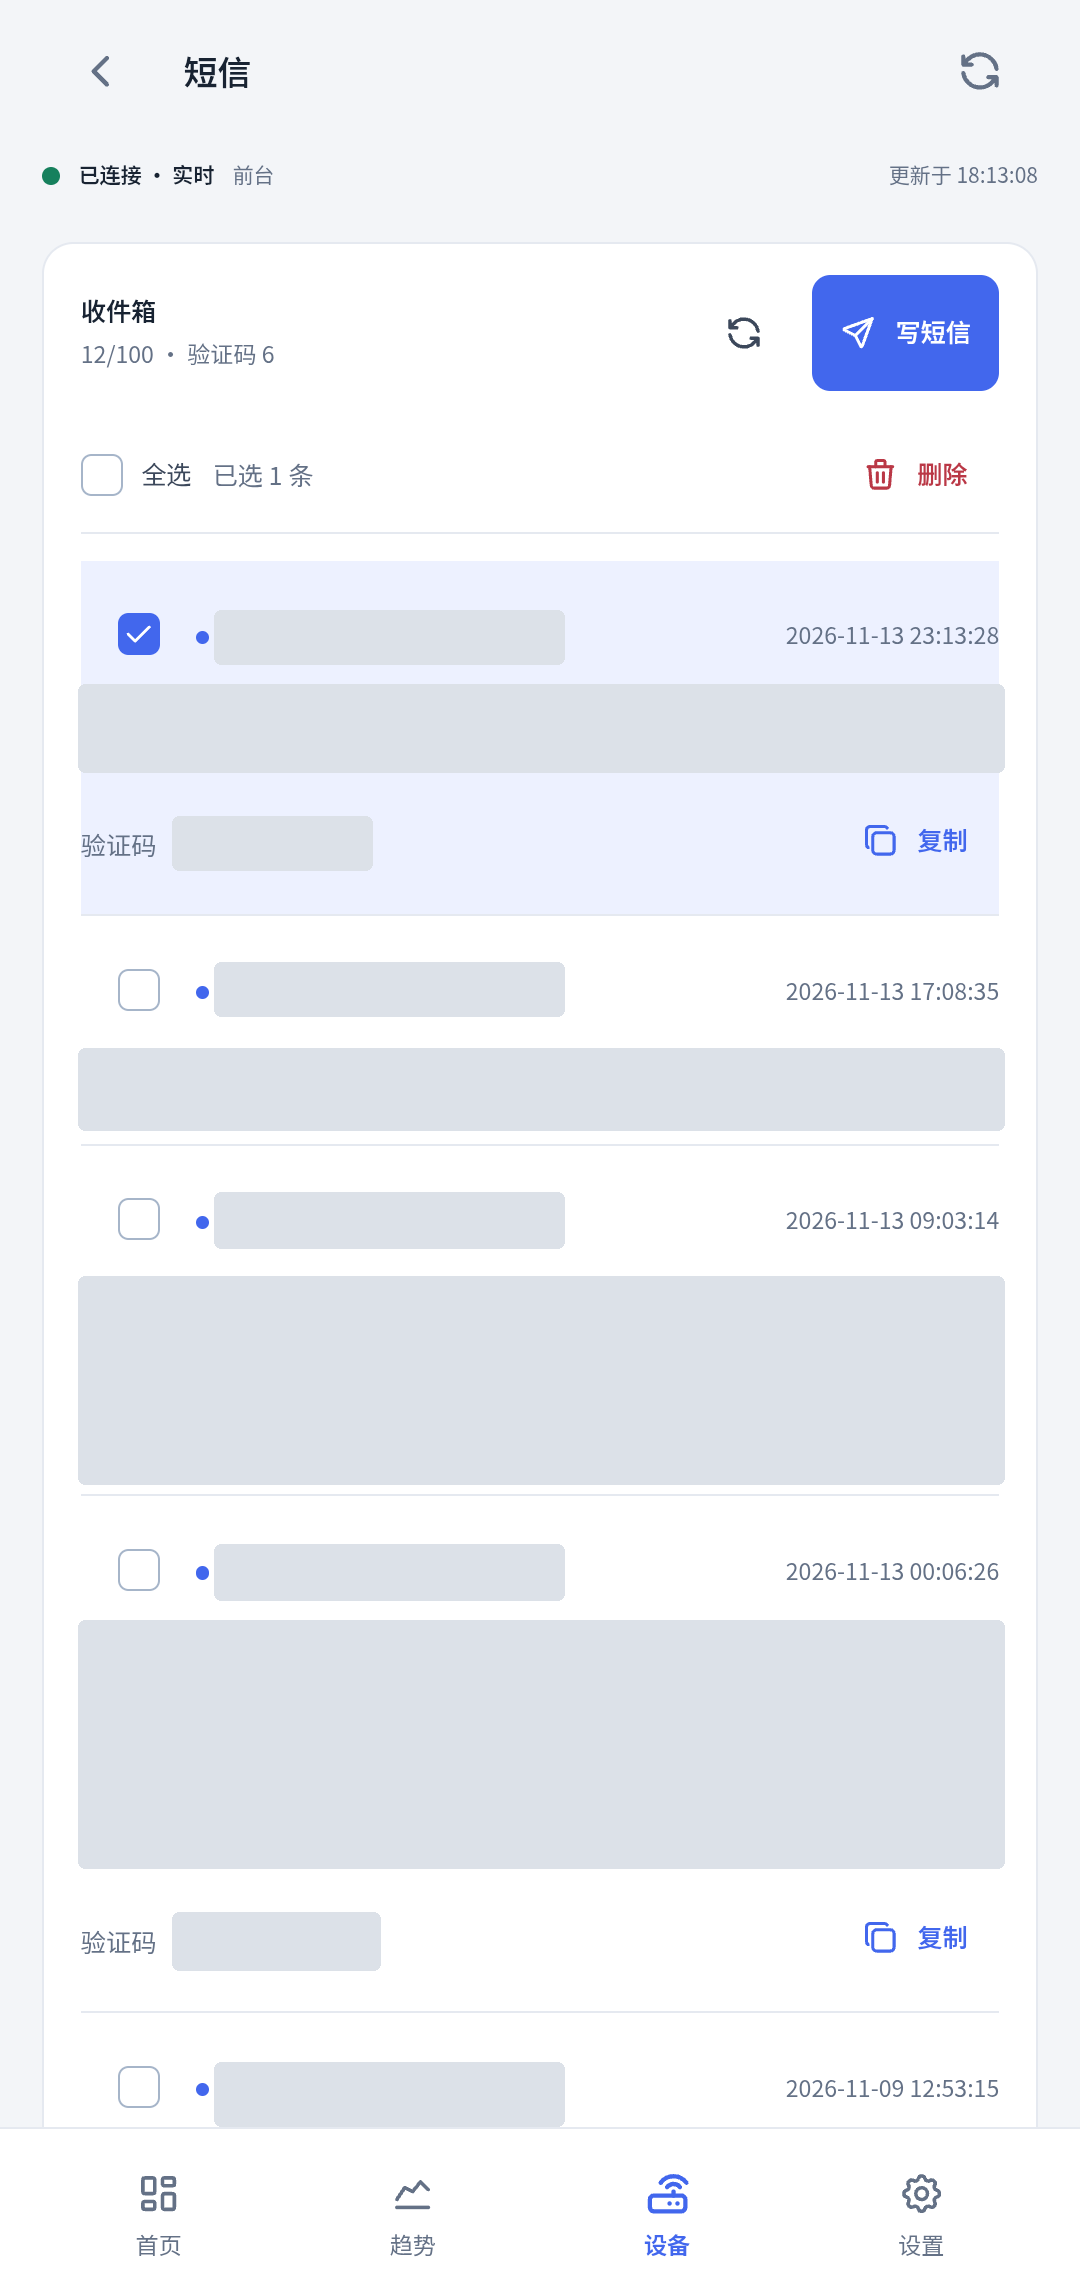 短信
已连接 • 实时 前台 更新于 18:13:08
收件箱
12/100 • 验证码 6
写短信
全选 已选 1 条 删除
2026-11-13 23:13:28
验证码 复制
2026-11-13 17:08:35
2026-11-13 09:03:14
2026-11-13 00:06:26
验证码 复制
2026-11-09 12:53:15
首页 趋势 设备 设置